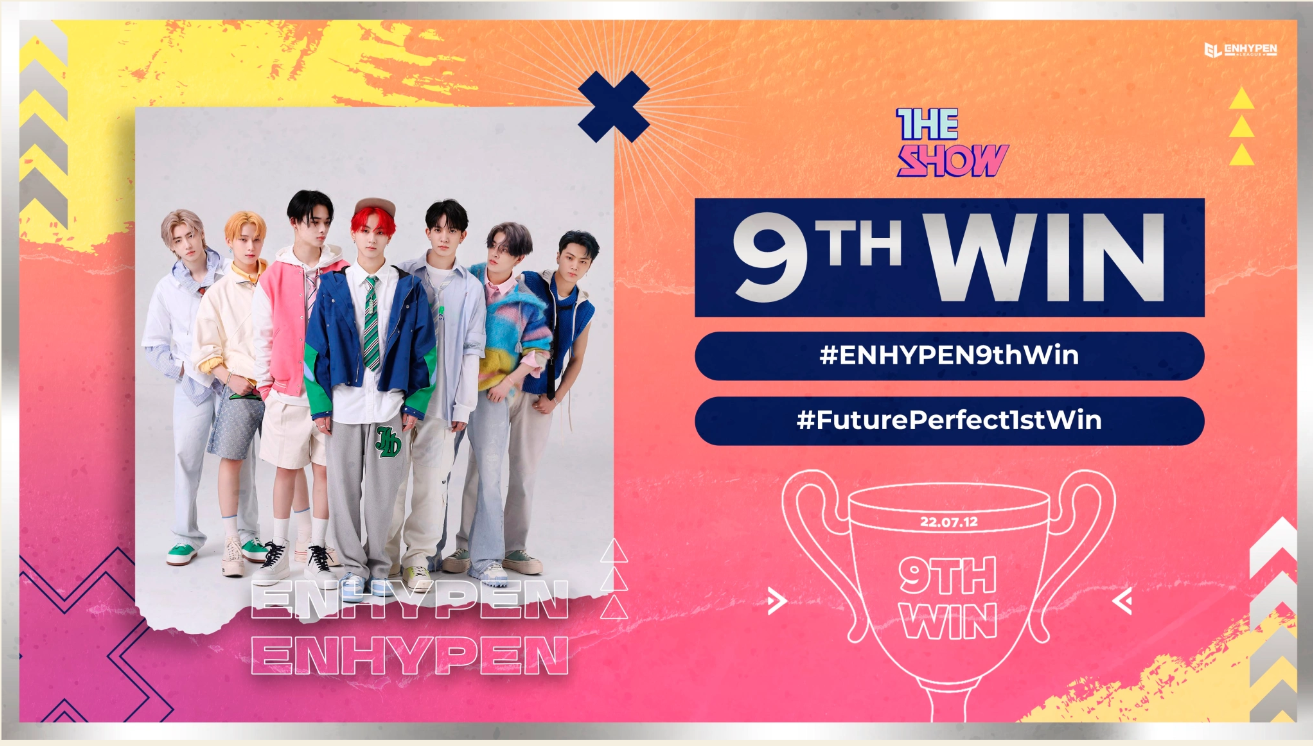 ENHYPEN
THE
SHOW
9TH WIN
#ENHYPEN9thWin
#FuturePerfect1stWin
22.07.12
9TH
WIN
ENHYPEN
ENHYPEN